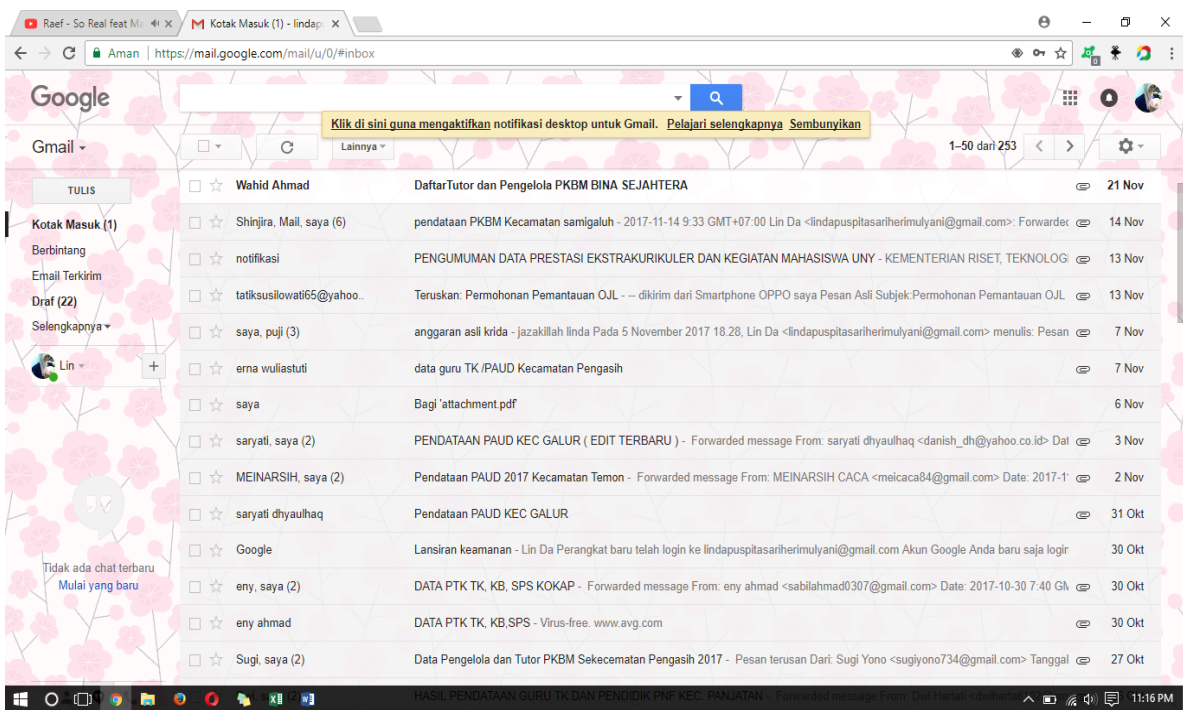 Raef - So Real feat Ma
Kotak Masuk (1) - lindap
Aman https://mail.google.com/mail/u/0/#inbox
0
Google
Klik di sini guna mengaktifkan notifikasi desktop untuk Gmail. Pelajari selengkapnya Sembunyikan
Gmail
Lainnya
1–50 dari 253
TULIS
Kotak Masuk (1)
Berbintang
Email Terkirim
Draf (22)
Selengkapnya
Lin
Tidak ada chat terbaru
Mulai yang baru
Wahid Ahmad DaftarTutor dan Pengelola PKBM BINA SEJAHTERA 21 Nov
Shinjira, Mail, saya (6) pendataan PKBM Kecamatan samigaluh - 2017-11-14 9:33 GMT+07:00 Lin Da <lindapuspitasariherimulyani@gmail.com>: Forwarded 14 Nov
notifikasi PENGUMUMAN DATA PRESTASI EKSTRAKURIKULER DAN KEGIATAN MAHASISWA UNY - KEMENTERIAN RISET, TEKNOLOGI 13 Nov
tatiksusilowati65@yahoo.. Teruskan: Permohonan Pemantauan OJL - -- dikirim dari Smartphone OPPO saya Pesan Asli Subjek:Permohonan Pemantauan OJL 13 Nov
saya, puji (3) anggaran asli krida - jazakillah linda Pada 5 November 2017 18.28, Lin Da <lindapuspitasariherimulyani@gmail.com> menulis: Pesan 7 Nov
erna wuliastuti data guru TK /PAUD Kecamatan Pengasih 7 Nov
saya Bagi 'attachment.pdf' 6 Nov
saryati, saya (2) PENDATAAN PAUD KEC GALUR ( EDIT TERBARU ) - Forwarded message From: saryati dhyaulhaq <danish_dh@yahoo.co.id> Dat 3 Nov
MEINARSIH, saya (2) Pendataan PAUD 2017 Kecamatan Temon - Forwarded message From: MEINARSIH CACA <meicaca84@gmail.com> Date: 2017-1 2 Nov
saryati dhyaulhaq Pendataan PAUD KEC GALUR 31 Okt
Google Lansiran keamanan - Lin Da Perangkat baru telah login ke lindapuspitasariherimulyani@gmail.com Akun Google Anda baru saja login 30 Okt
eny, saya (2) DATA PTK TK, KB, SPS KOKAP - Forwarded message From: eny ahmad <sabilahmad0307@gmail.com> Date: 2017-10-30 7:40 GM 30 Okt
eny ahmad DATA PTK TK, KB,SPS - Virus-free. www.avg.com 30 Okt
Sugi, saya (2) Data Pengelola dan Tutor PKBM Sekecematan Pengasih 2017 - Pesan terusan Dari: Sugi Yono <sugiyono734@gmail.com> Tanggal 27 Okt
HASIL PENDATAAN GURU TK DAN PENDIDIK PNF KEC. PANJATAN - Forwarded message From:
11:16 PM